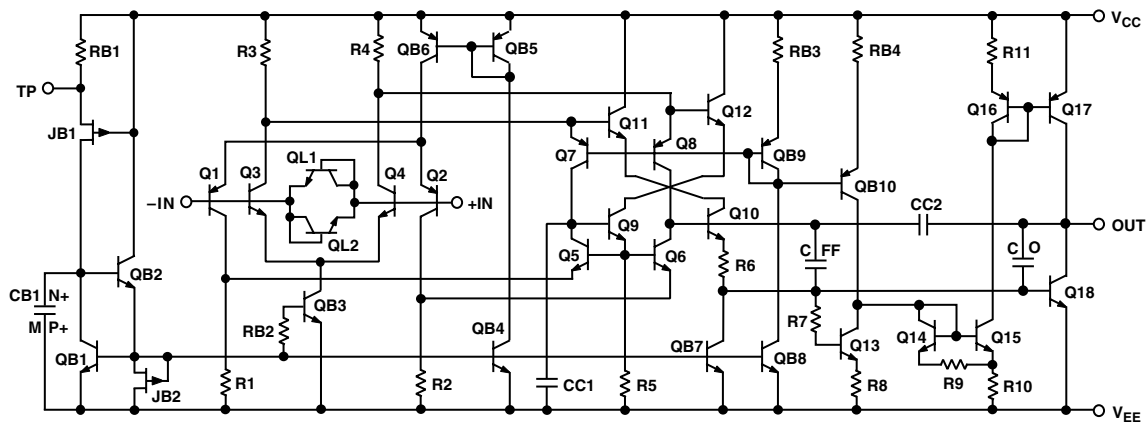 VCC
RB1
R3
R4
QB6
QB5
RB3
RB4
R11
TP
Q16
Q17
JB1
Q11
Q12
Q7
Q8
QB9
QL1
Q1
Q3
Q4
Q2
QB10
–IN
+IN
Q9
Q10
CC2
OUT
QL2
Q5
Q6
R6
C FF
C O
QB2
CB1 N+
M P+
QB3
RB2
QB4
R7
Q18
QB1
QB7
QB8
Q13
Q14
Q15
JB2
R1
R2
CC1
R5
R8
R9
R10
VEE